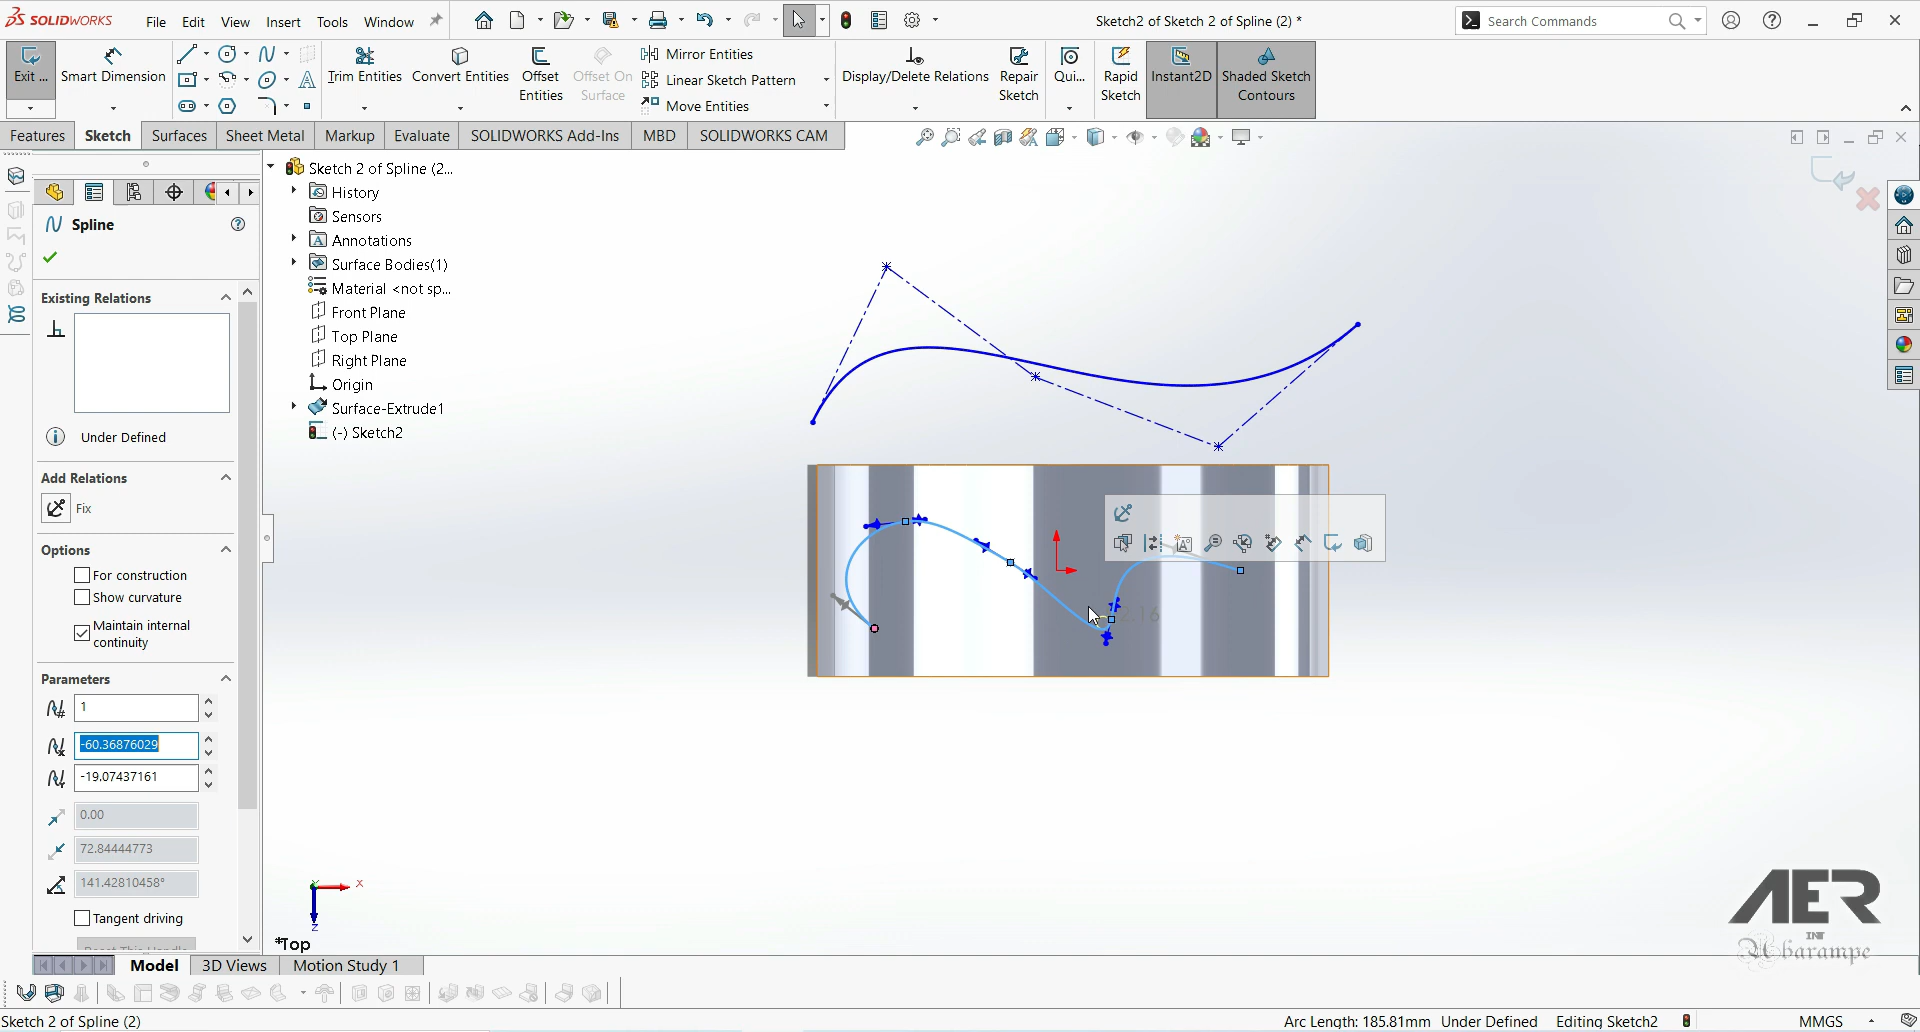 SOLIDWORKS
File Edit View Insert Tools Window
Sketch2 of Sketch 2 of Spline (2) *
Search Commands
Exit ...
Smart Dimension
Trim Entities
Convert Entities
Offset
Entities
Offset On
Surface
Mirror Entities
Linear Sketch Pattern
Move Entities
Display/Delete Relations
Repair
Sketch
Qui...
Rapid
Sketch
Instant2D
Shaded Sketch
Contours
Features Sketch Surfaces Sheet Metal Markup Evaluate SOLIDWORKS Add-Ins MBD SOLIDWORKS CAM
Spline
Existing Relations
Under Defined
Add Relations
Fix
Options
For construction
Show curvature
Maintain internal
continuity
Parameters
1
-60.36876029
-19.07437161
0.00
72.84444773
141.42810458°
Tangent driving
Reset This Handle
Sketch 2 of Spline (2...
History
Sensors
Annotations
Surface Bodies(1)
Material <not sp...
Front Plane
Top Plane
Right Plane
Origin
Surface-Extrude1
(-) Sketch2
X
Y
Z
*Top
AER
INT
Abarampe
Model 3D Views Motion Study 1
Sketch 2 of Spline (2)
Arc Length: 185.81mm Under Defined Editing Sketch2 MMGS